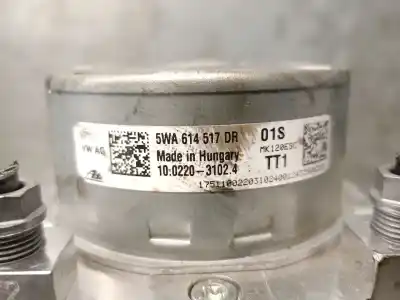 5WA 614 517 DR 01S
VW AG
Made in Hungary
TT1
10.0220-3102.4